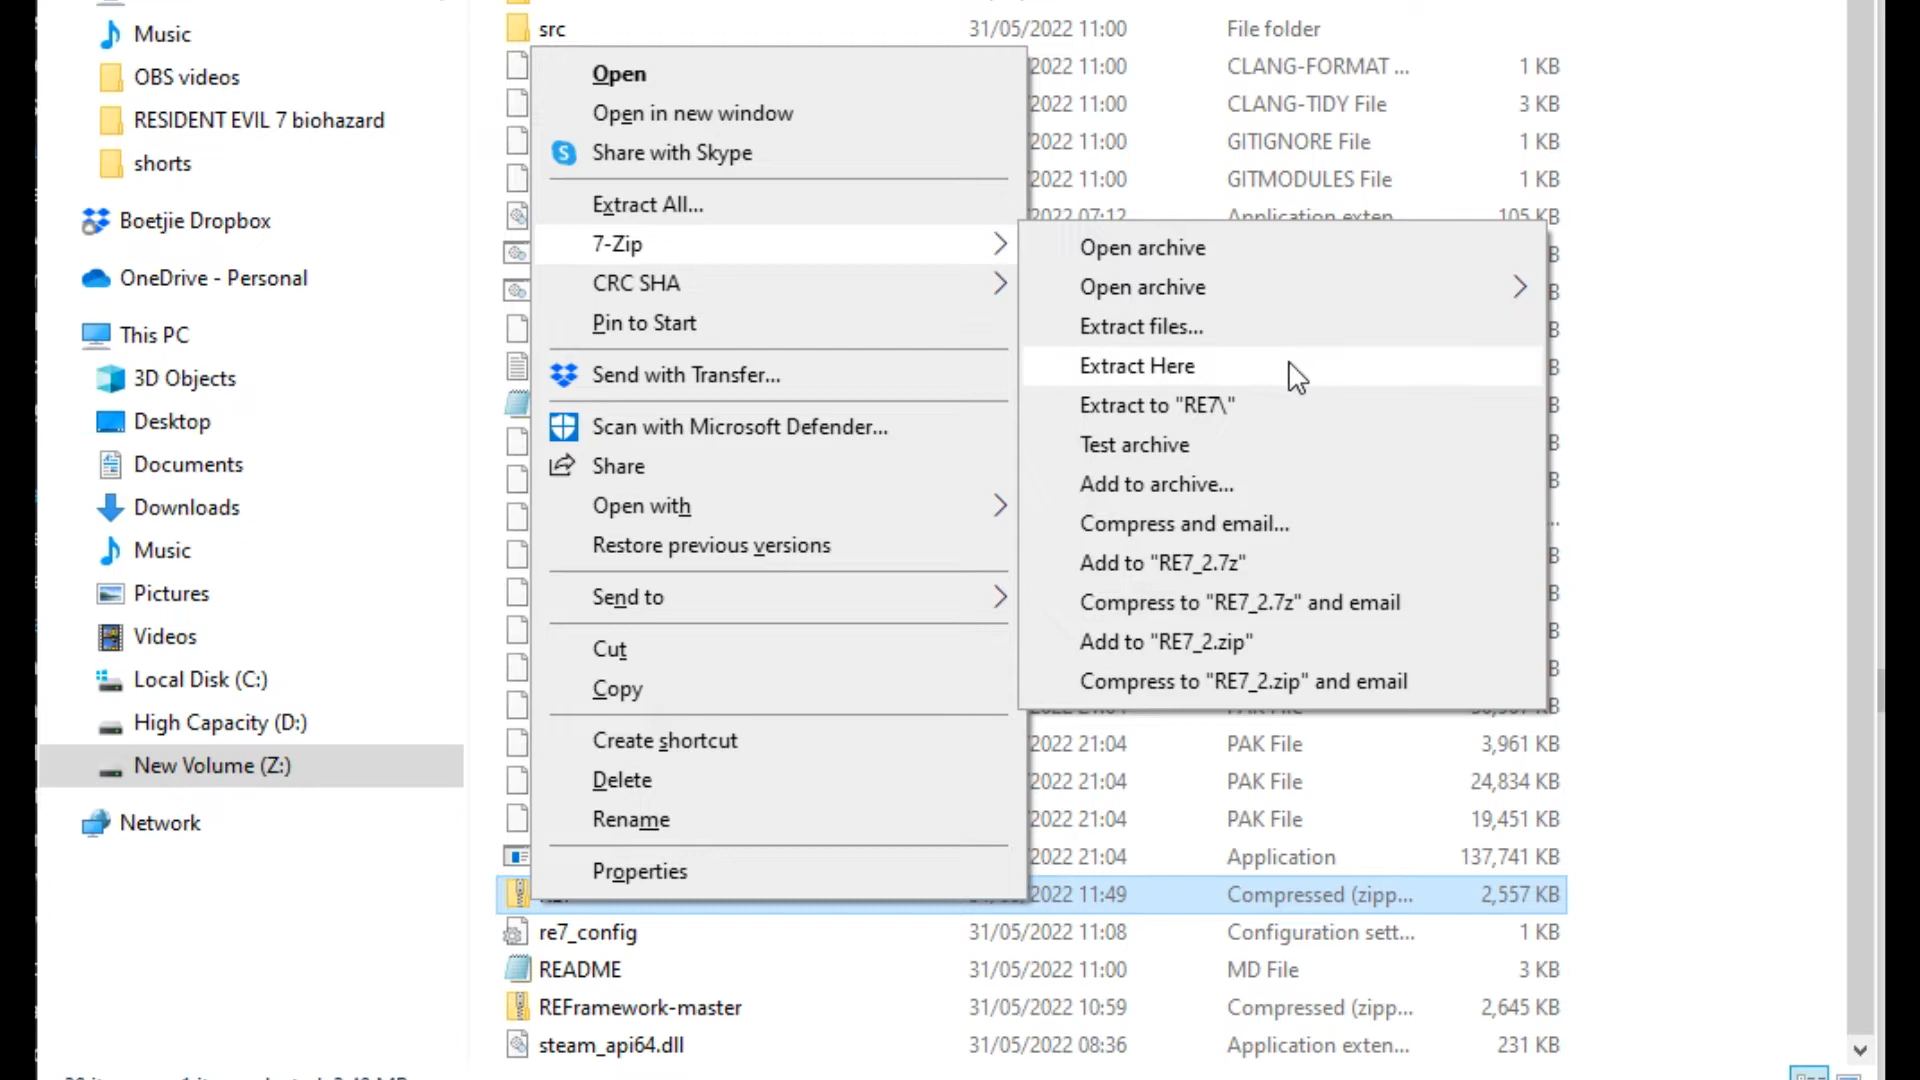 Music
OBS videos
RESIDENT EVIL 7 biohazard
shorts
Boetjie Dropbox
OneDrive - Personal
This PC
3D Objects
Desktop
Documents
Downloads
Music
Pictures
Videos
Local Disk (C:)
High Capacity (D:)
New Volume (Z:)
Network
src 31/05/2022 11:00 File folder
2022 11:00 CLANG-FORMAT ... 1 KB
2022 11:00 CLANG-TIDY File 3 KB
2022 11:00 GITIGNORE File 1 KB
2022 11:00 GITMODULES File 1 KB
2022 07:12 Application exten... 105 KB
Open
Open in new window
Share with Skype
Extract All...
7-Zip
CRC SHA
Pin to Start
Send with Transfer...
Scan with Microsoft Defender...
Share
Open with
Restore previous versions
Send to
Cut
Copy
Create shortcut
Delete
Rename
Properties
Open archive
Open archive
Extract files...
Extract Here
Extract to "RE7\"
Test archive
Add to archive...
Compress and email...
Add to "RE7_2.7z"
Compress to "RE7_2.7z" and email
Add to "RE7_2.zip"
Compress to "RE7_2.zip" and email
2022 21:04 PAK File 3,961 KB
2022 21:04 PAK File 24,834 KB
2022 21:04 PAK File 19,451 KB
2022 21:04 Application 137,741 KB
2022 11:49 Compressed (zipp... 2,557 KB
re7_config 31/05/2022 11:08 Configuration sett... 1 KB
README 31/05/2022 11:00 MD File 3 KB
REFramework-master 31/05/2022 10:59 Compressed (zipp... 2,645 KB
steam_api64.dll 31/05/2022 08:36 Application exten... 231 KB